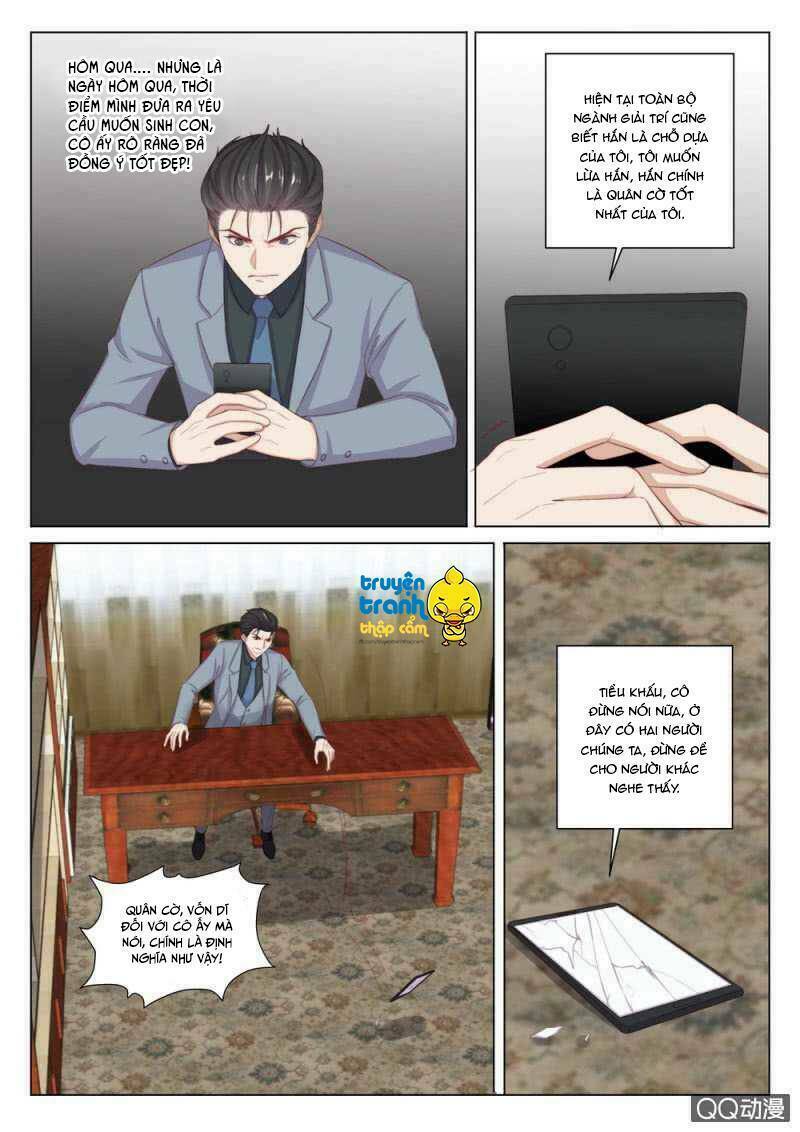 HÔM QUA.... NHƯNG LÀ
NGÀY HÔM QUA, THỜI
ĐIỂM MÌNH ĐƯA RA YÊU
CẦU MUỐN SINH CON,
CÔ ẤY RÕ RÀNG ĐÃ
ĐỒNG Ý TỐT ĐẸP!
HIỆN TẠI TOÀN BỘ
NGÀNH GIẢI TRÍ CŨNG
BIẾT HẮN LÀ CHỖ DỰA
CỦA TÔI, TÔI MUỐN
LỪA HẮN, HẮN CHÍNH
LÀ QUÂN CỜ TỐT
NHẤT CỦA TÔI.
truyện
tranh
thập cẩm
QUÂN CỜ, VỐN DĨ
ĐỐI VỚI CÔ ẤY MÀ
NÓI, CHÍNH LÀ ĐỊNH
NGHĨA NHƯ VẬY!
TIỂU KHẤU, CÔ
ĐỪNG NÓI NỮA, Ở
ĐÂY CÓ HAI NGƯỜI
CHÚNG TA, ĐỪNG ĐỂ
CHO NGƯỜI KHÁC
NGHE THẤY.
QQ动漫